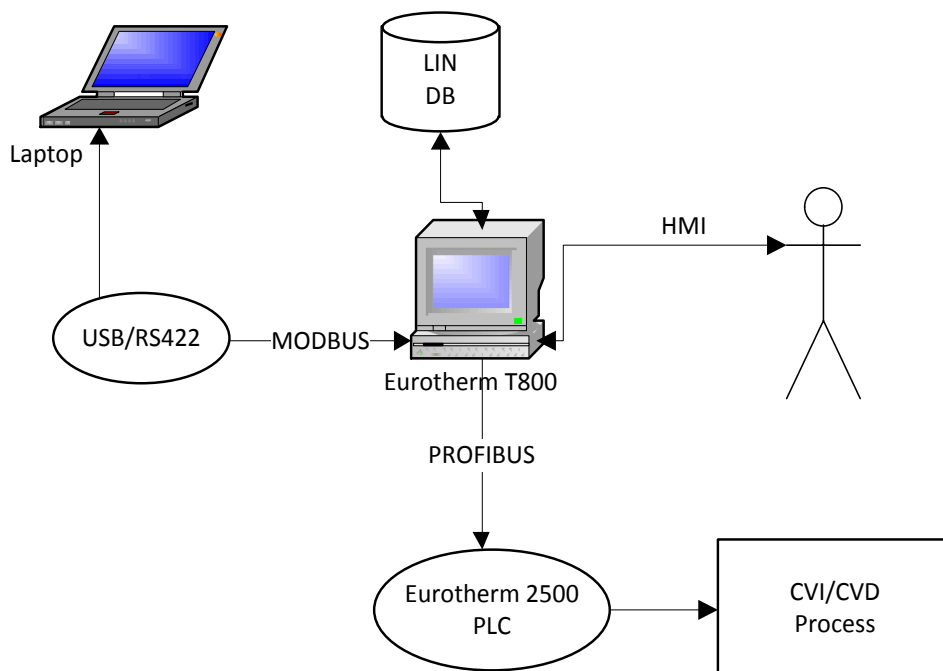 LIN
DB
Laptop
HMI
USB/RS422
MODBUS
Eurotherm T800
PROFIBUS
Eurotherm 2500
PLC
CVI/CVD
Process